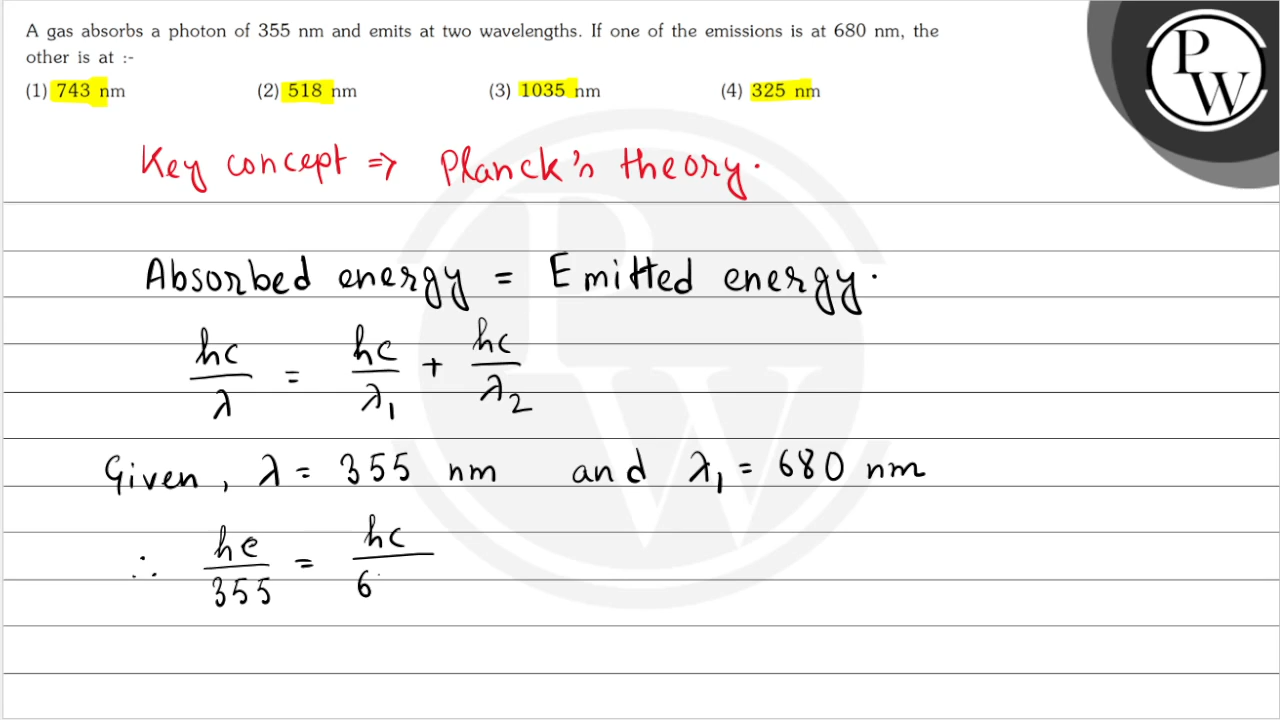 A gas absorbs a photon of 355 nm and emits at two wavelengths. If one of the emissions is at 680 nm, the
other is at :-
(1) 743 nm (2) 518 nm (3) 1035 nm (4) 325 nm
P
W
Key concept ⇒ Planck's theory.
Absorbed energy = Emitted energy.
hc/λ = hc/λ₁ + hc/λ₂
Given, λ = 355 nm and λ₁ = 680 nm
∴ hc/355 = hc/6